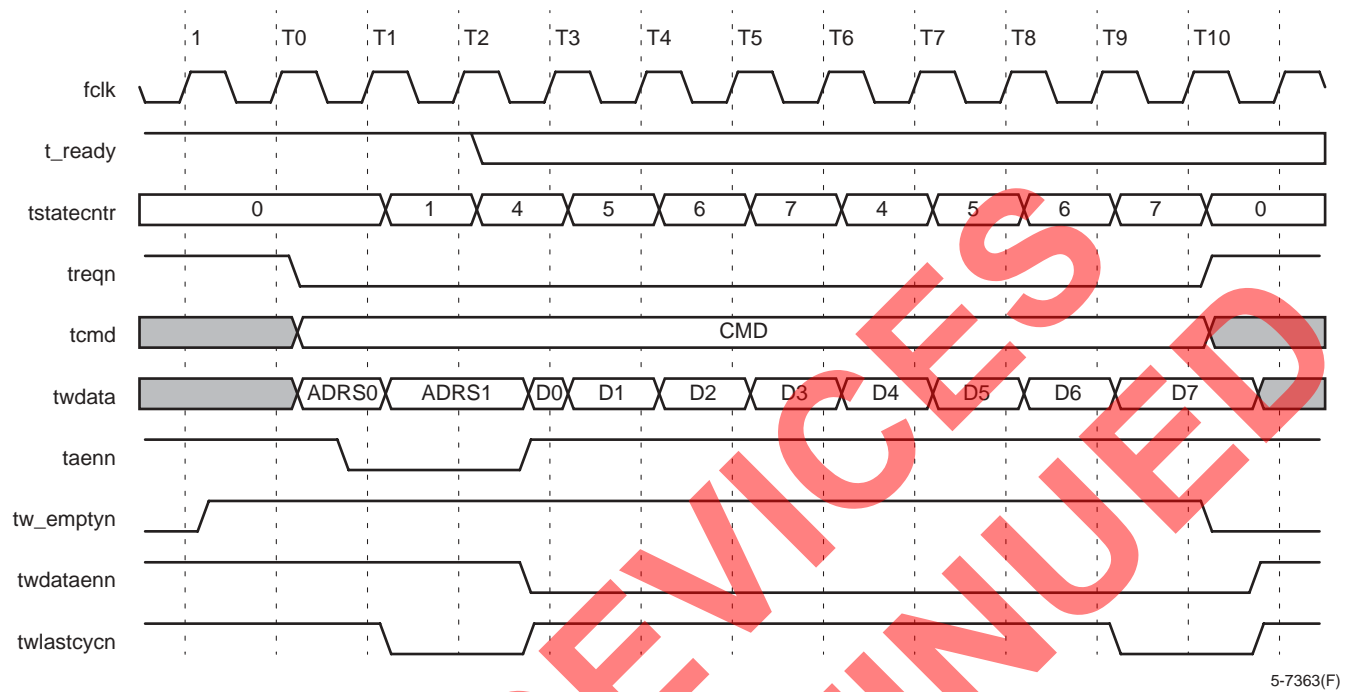 1 T0 T1 T2 T3 T4 T5 T6 T7 T8 T9 T10
fclk
t_ready
tstatecntr 0 1 4 5 6 7 4 5 6 7 0
treqn
tcmd CMD
twdata ADRS0 ADRS1 D0 D1 D2 D3 D4 D5 D6 D7
taenn
tw_emptyn
twdataenn
twlastcycn
5-7363(F)